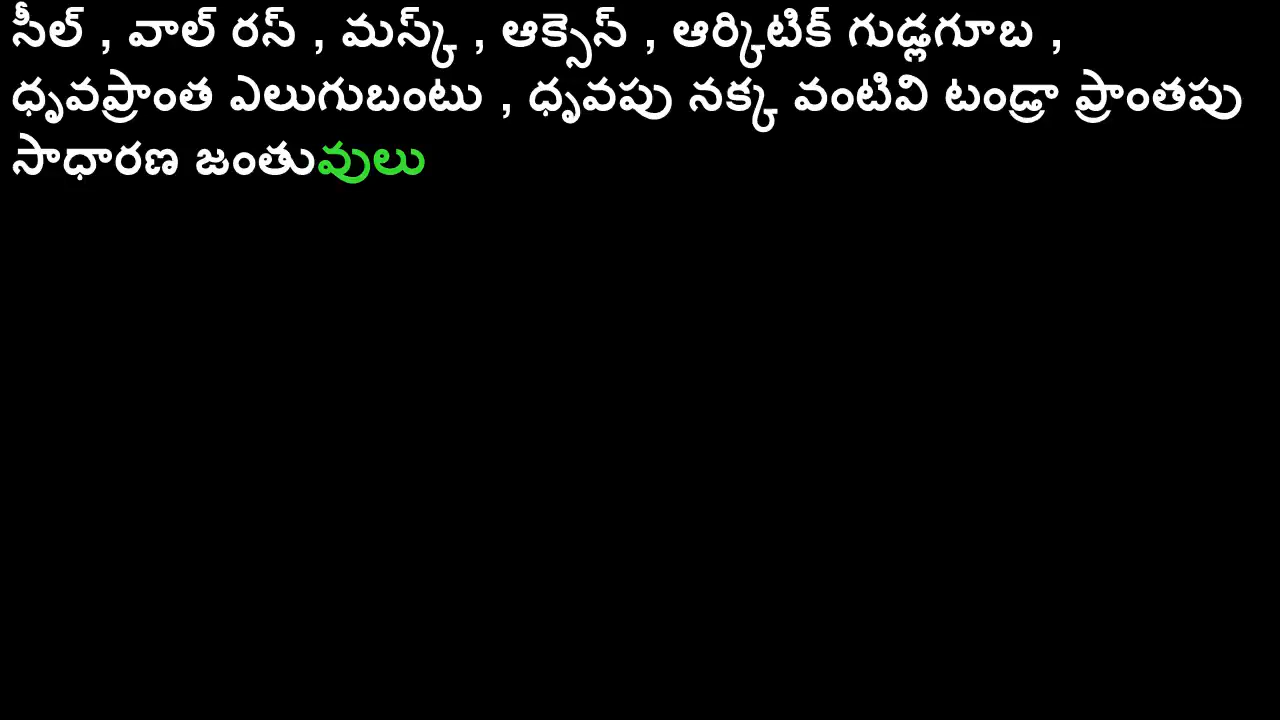 సీల్ , వాల్ రస్ , మస్క్ , ఆక్సెస్ , ఆర్కిటిక్ గుడ్లగూబ ,
ధృవప్రాంత ఎలుగుబంటు , ధృవపు నక్క వంటివి టండ్రా ప్రాంతపు
సాధారణ జంతువులు